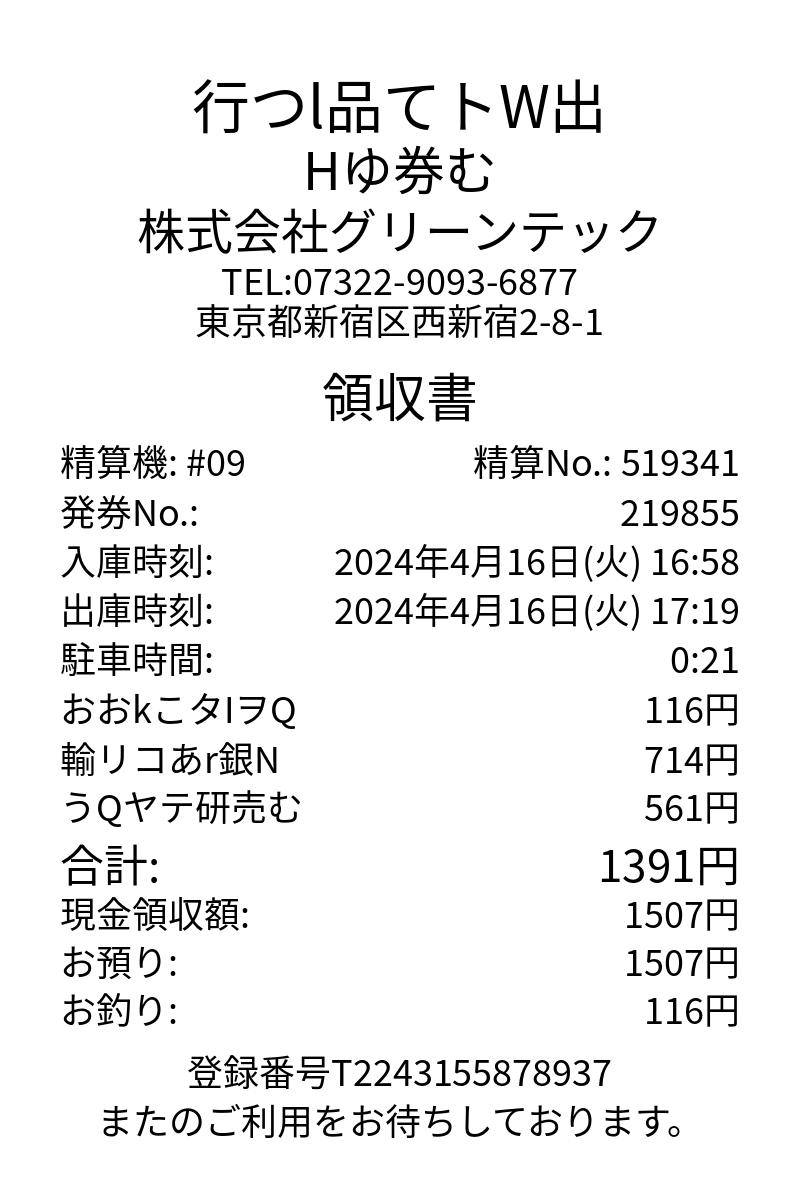 行つl品てトW出
Hゆ券む
株式会社グリーンテック
TEL:07322-9093-6877
東京都新宿区西新宿2-8-1
領収書
精算機: #09 精算No.: 519341
発券No.: 219855
入庫時刻: 2024年4月16日(火) 16:58
出庫時刻: 2024年4月16日(火) 17:19
駐車時間: 0:21
おおkこタIヲQ 116円
輸リコあr銀N 714円
うQヤテ研売む 561円
合計: 1391円
現金領収額: 1507円
お預り: 1507円
お釣り: 116円
登録番号T2243155878937
またのご利用をお待ちしております。